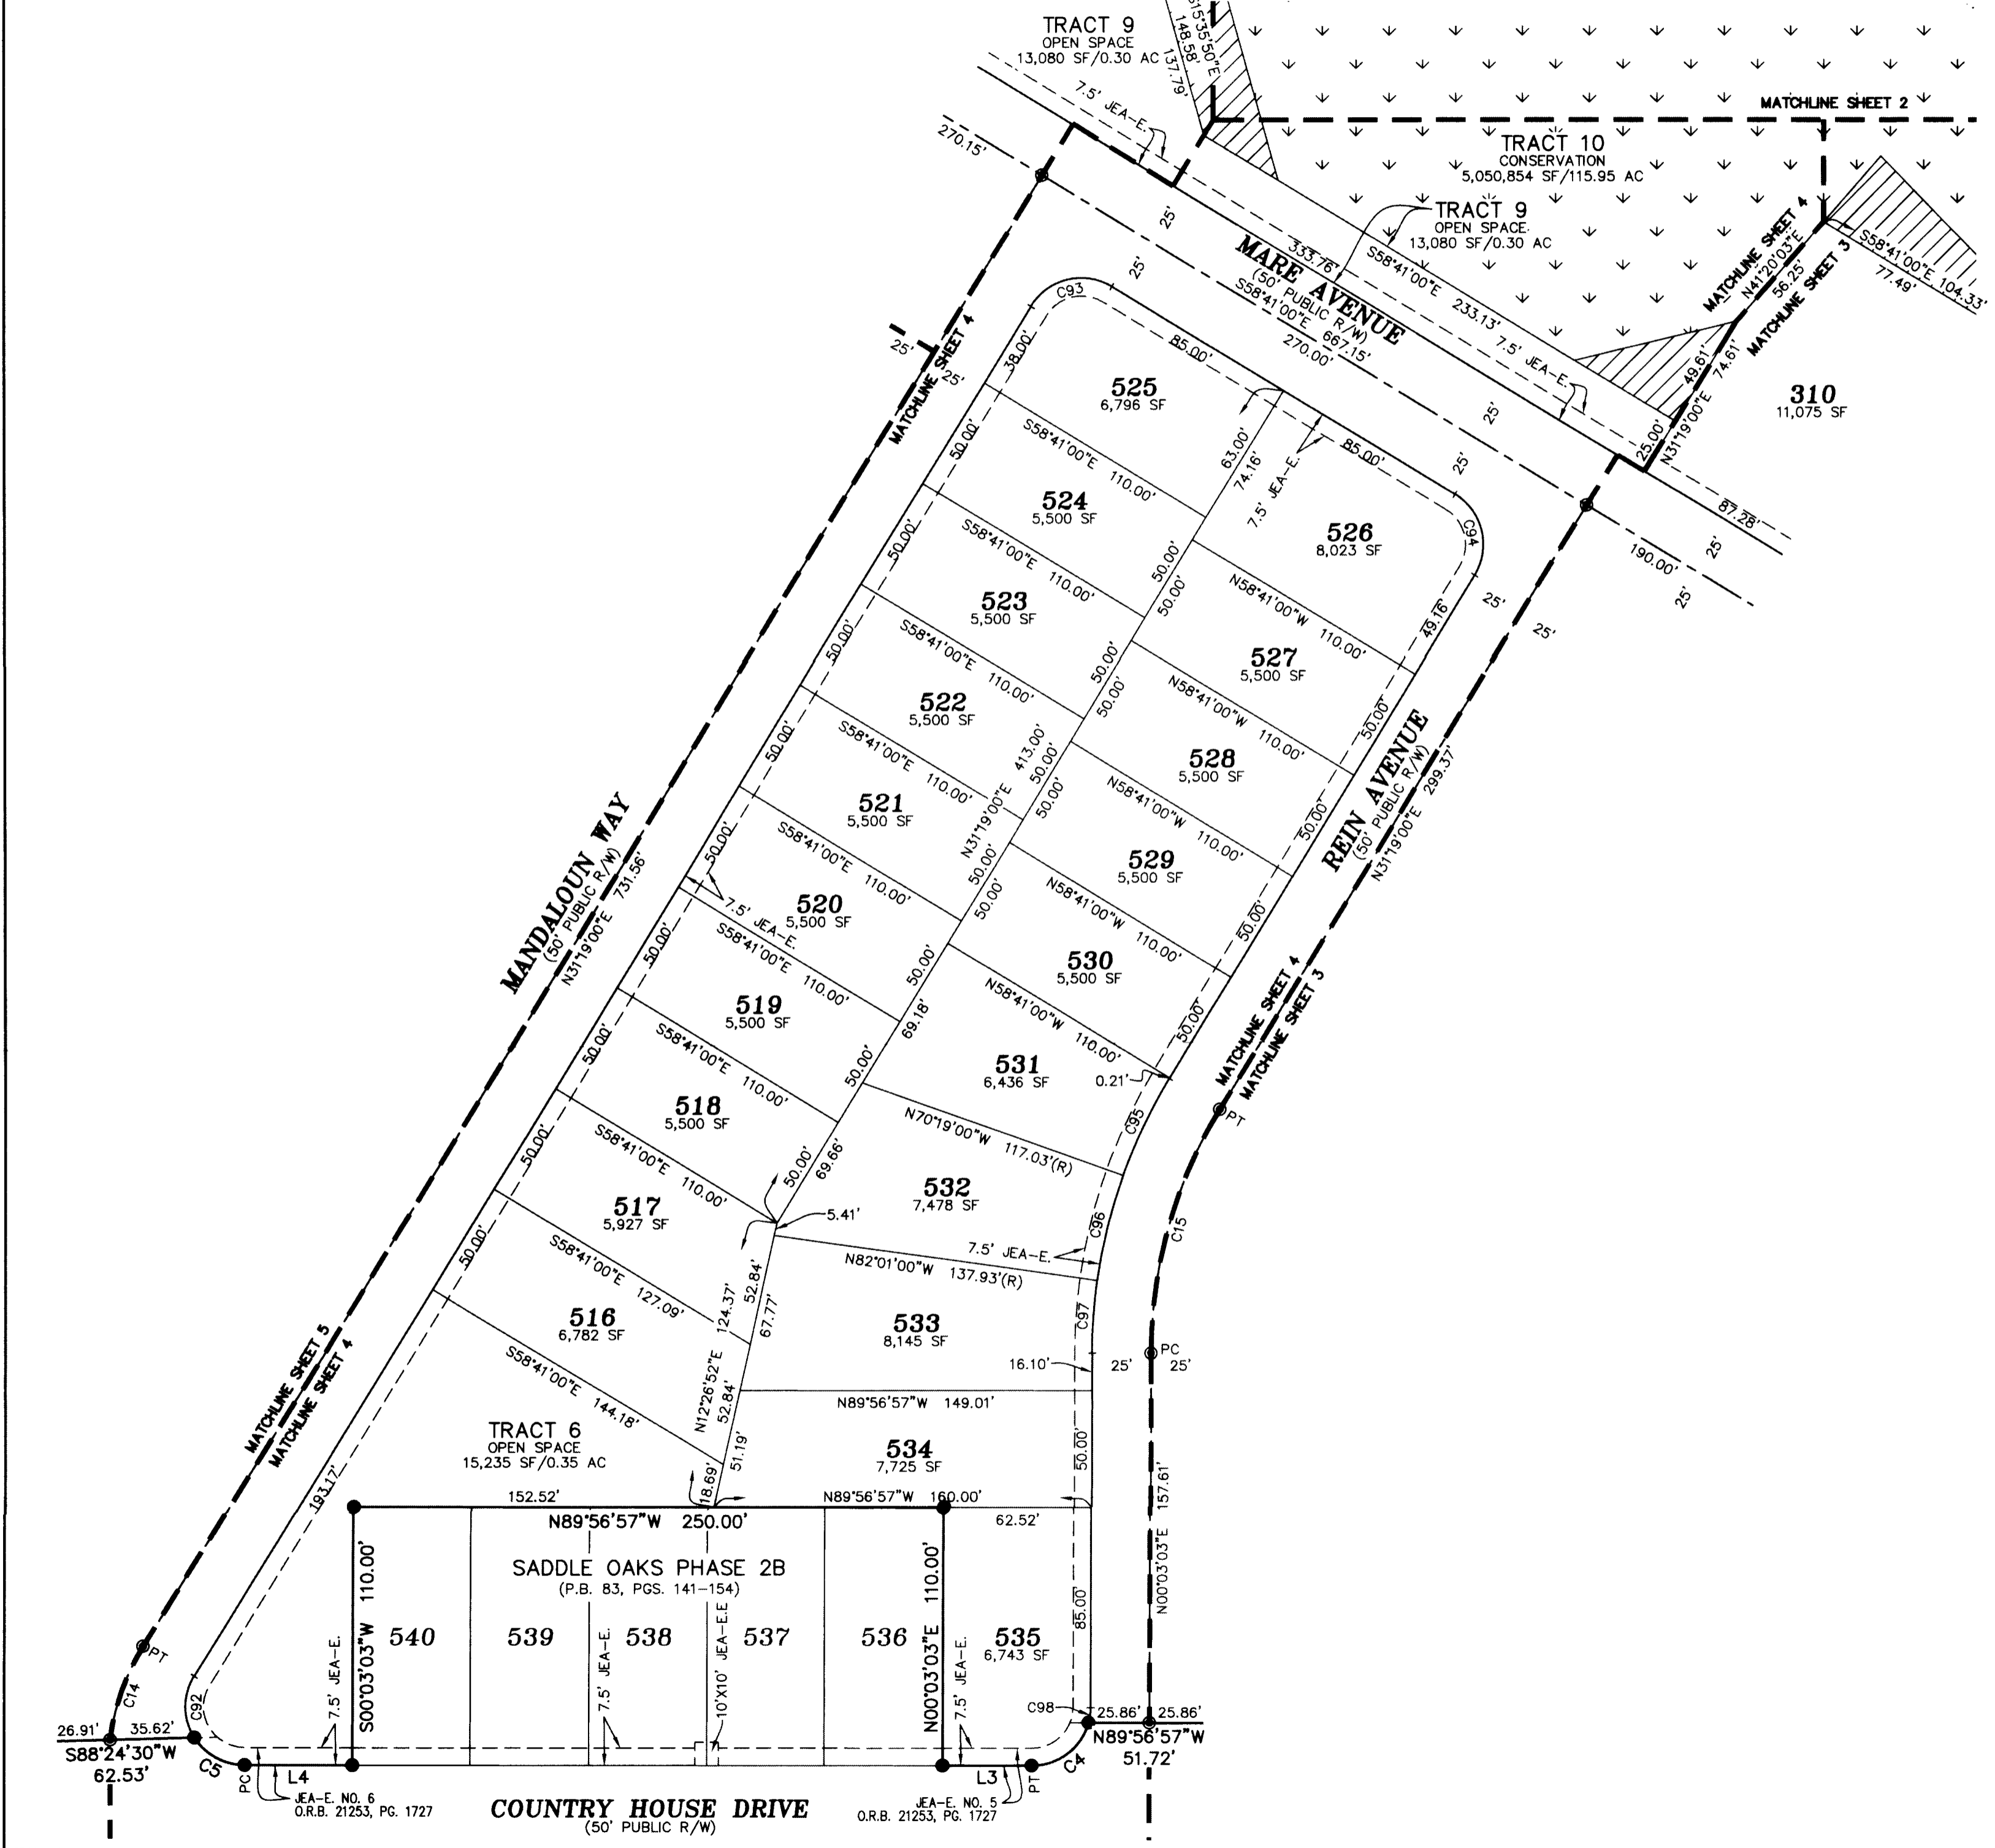 TRACT 9
OPEN SPACE
13,080 SF/0.30 AC
S15°35'50"E
148.58'
137.79'
7.5' JEA-E.
270.15'
MATCHLINE SHEET 2
TRACT 10
CONSERVATION
5,050,854 SF/115.95 AC
TRACT 9
OPEN SPACE
13,080 SF/0.30 AC
MATCHLINE SHEET 4
N41°20'03"E
56.25'
MATCHLINE SHEET 3
S58°41'00"E 104.33'
77.49'
25'
333.76'
MARE AVENUE
(50' PUBLIC R/W)
S58°41'00"E 667.15'
270.00'
S58°41'00"E 233.13'
7.5' JEA-E.
49.61'
74.61'
25.00'
N31°19'00"E
310
11,075 SF
87.28'
190.00'
25'
25'
25'
25'
C93
25'
38.00'
85.00'
525
6,796 SF
25'
25'
MATCHLINE SHEET 4
S58°41'00"E 110.00'
63.00'
74.16'
7.5' JEA-E.
85.00'
25'
C94
526
8,023 SF
25'
25'
49.16'
50.00'
524
5,500 SF
S58°41'00"E 110.00'
50.00'
50.00'
N58°41'00"W 110.00'
50.00'
523
5,500 SF
S58°41'00"E 110.00'
50.00'
50.00'
527
5,500 SF
N58°41'00"W 110.00'
50.00'
50.00'
522
5,500 SF
S58°41'00"E 110.00'
N31°19'00"E 413.00'
50.00'
50.00'
528
5,500 SF
N58°41'00"W 110.00'
50.00'
REIN AVENUE
(50' PUBLIC R/W)
N31°19'00"E 299.37'
50.00'
521
5,500 SF
S58°41'00"E 110.00'
50.00'
50.00'
529
5,500 SF
N58°41'00"W 110.00'
50.00'
MANDALOUN WAY
(50' PUBLIC R/W)
N31°19'00"E 731.56'
50.00'
520
5,500 SF
7.5' JEA-E.
S58°41'00"E 110.00'
50.00'
530
5,500 SF
N58°41'00"W 110.00'
50.00'
MATCHLINE SHEET 4
MATCHLINE SHEET 3
50.00'
519
5,500 SF
69.18'
50.00'
S58°41'00"E 110.00'
531
6,436 SF
0.21'
C95
PT
50.00'
518
5,500 SF
S58°41'00"E 110.00'
N70°19'00"W 117.03'(R)
50.00'
69.66'
50.00'
517
5,927 SF
5.41'
532
7,478 SF
C96
C15
7.5' JEA-E.
N82°01'00"W 137.93'(R)
50.00'
S58°41'00"E 127.09'
N12°26'52"E 124.37'
52.84'
67.77'
516
6,782 SF
533
8,145 SF
C97
16.10'
25'
PC
25'
MATCHLINE SHEET 5
MATCHLINE SHEET 4
S58°41'00"E 144.18'
52.84'
N89°56'57"W 149.01'
TRACT 6
OPEN SPACE
15,235 SF/0.35 AC
51.19'
18.69'
534
7,725 SF
50.00'
193.17'
152.52'
N89°56'57"W 160.00'
N89°56'57"W 250.00'
62.52'
N00°03'03"E 157.61'
SADDLE OAKS PHASE 2B
(P.B. 83, PGS. 141-154)
S00°03'03"W 110.00'
N00°03'03"E 110.00'
85.00'
540
539
538
537
536
535
6,743 SF
7.5' JEA-E.
7.5' JEA-E.
10'X10' JEA-E.E
7.5' JEA-E.
PT
C14
C92
C98
25.86'
25.86'
26.91'
35.62'
S88°24'30"W
62.53'
N89°56'57"W
51.72'
C5
PC
L4
L3
PT
C4
JEA-E. NO. 6
O.R.B. 21253, PG. 1727
JEA-E. NO. 5
O.R.B. 21253, PG. 1727
COUNTRY HOUSE DRIVE
(50' PUBLIC R/W)